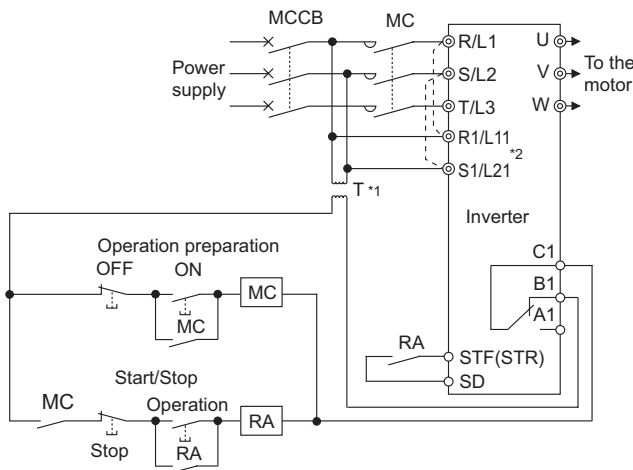 MCCB
MC
Power
supply
R/L1
S/L2
T/L3
R1/L11
*2
S1/L21
U
V
W
To the
motor
T *1
Inverter
Operation preparation
OFF
ON
MC
MC
C1
B1
A1
RA
STF(STR)
SD
Start/Stop
MC
Operation
RA
Stop
RA